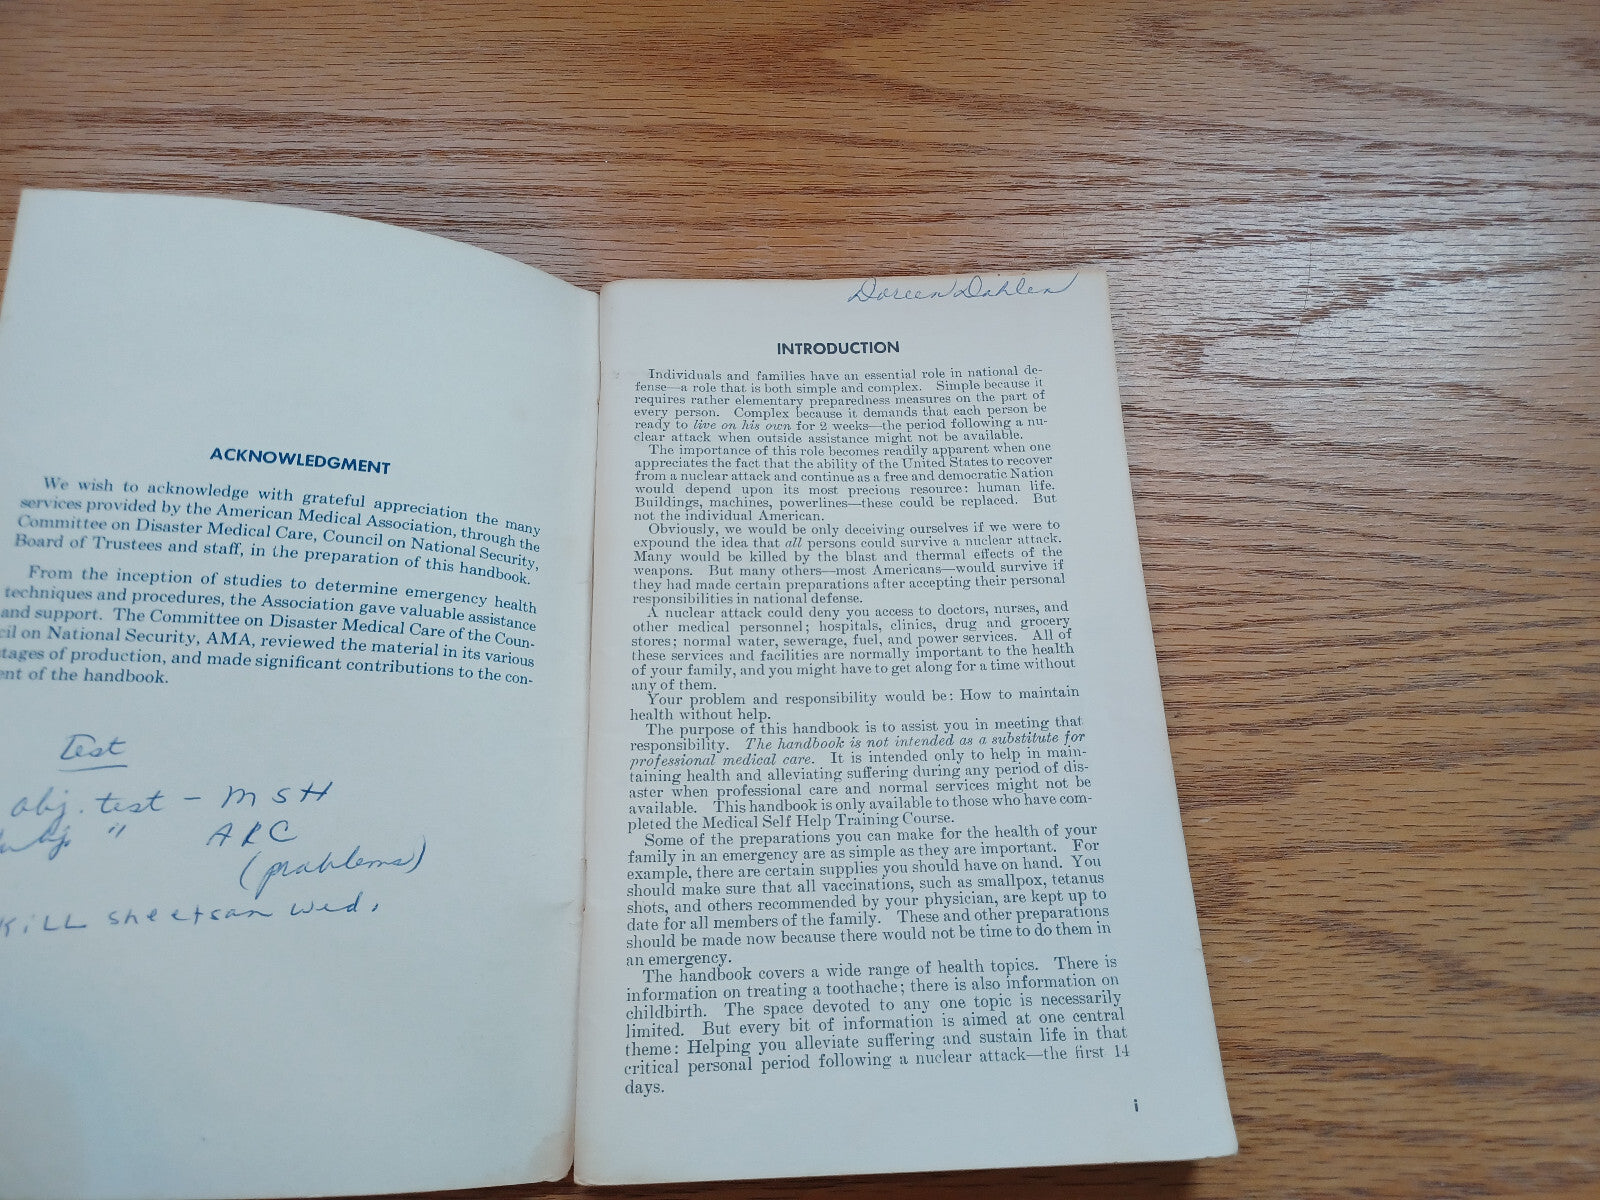 ACKNOWLEDGMENT
We wish to acknowledge with grateful appreciation the many
services provided by the American Medical Association, through the
Committee on Disaster Medical Care, Council on National Security,
Board of Trustees and staff, in the preparation of this handbook.
From the inception of studies to determine emergency health
techniques and procedures, the Association gave valuable assistance
and support. The Committee on Disaster Medical Care of the Coun-
cil on National Security, AMA, reviewed the material in its various
tages of production, and made significant contributions to the con-
ent of the handbook.
Test
obj. test - MSH
ubj. " ARC
(problems)
KiLL sheets on Wed.
Doreen Dahlen
INTRODUCTION
Individuals and families have an essential role in national de-
fense—a role that is both simple and complex. Simple because it
requires rather elementary preparedness measures on the part of
every person. Complex because it demands that each person be
ready to live on his own for 2 weeks—the period following a nu-
clear attack when outside assistance might not be available.
The importance of this role becomes readily apparent when one
appreciates the fact that the ability of the United States to recover
from a nuclear attack and continue as a free and democratic Nation
would depend upon its most precious resource: human life.
Buildings, machines, powerlines—these could be replaced. But
not the individual American.
Obviously, we would be only deceiving ourselves if we were to
expound the idea that all persons could survive a nuclear attack.
Many would be killed by the blast and thermal effects of the
weapons. But many others—most Americans—would survive if
they had made certain preparations after accepting their personal
responsibilities in national defense.
A nuclear attack could deny you access to doctors, nurses, and
other medical personnel; hospitals, clinics, drug and grocery
stores; normal water, sewerage, fuel, and power services. All of
these services and facilities are normally important to the health
of your family, and you might have to get along for a time without
any of them.
Your problem and responsibility would be: How to maintain
health without help.
The purpose of this handbook is to assist you in meeting that
responsibility. The handbook is not intended as a substitute for
professional medical care. It is intended only to help in main-
taining health and alleviating suffering during any period of dis-
aster when professional care and normal services might not be
available. This handbook is only available to those who have com-
pleted the Medical Self Help Training Course.
Some of the preparations you can make for the health of your
family in an emergency are as simple as they are important. For
example, there are certain supplies you should have on hand. You
should make sure that all vaccinations, such as smallpox, tetanus
shots, and others recommended by your physician, are kept up to
date for all members of the family. These and other preparations
should be made now because there would not be time to do them in
an emergency.
The handbook covers a wide range of health topics. There is
information on treating a toothache; there is also information on
childbirth. The space devoted to any one topic is necessarily
limited. But every bit of information is aimed at one central
theme: Helping you alleviate suffering and sustain life in that
critical personal period following a nuclear attack—the first 14
days.
i